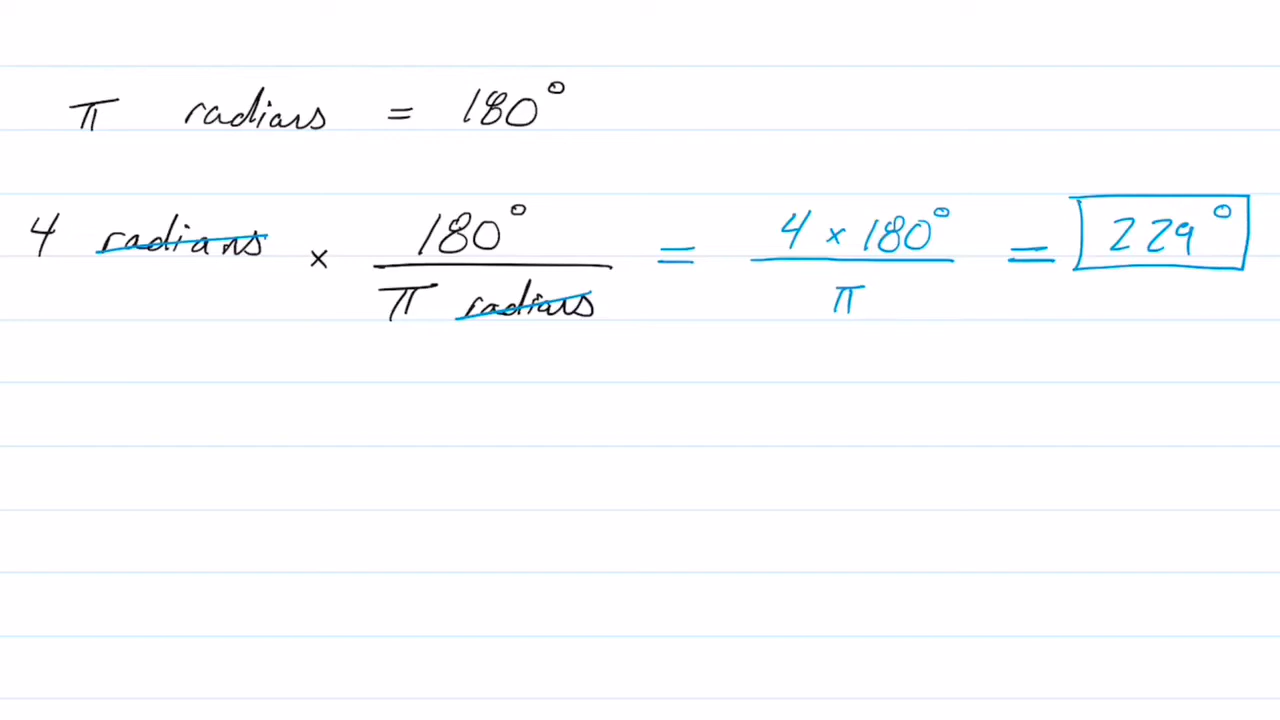 π radians = 180°
4 radians × 180° / π radians = 4 × 180° / π = 229°